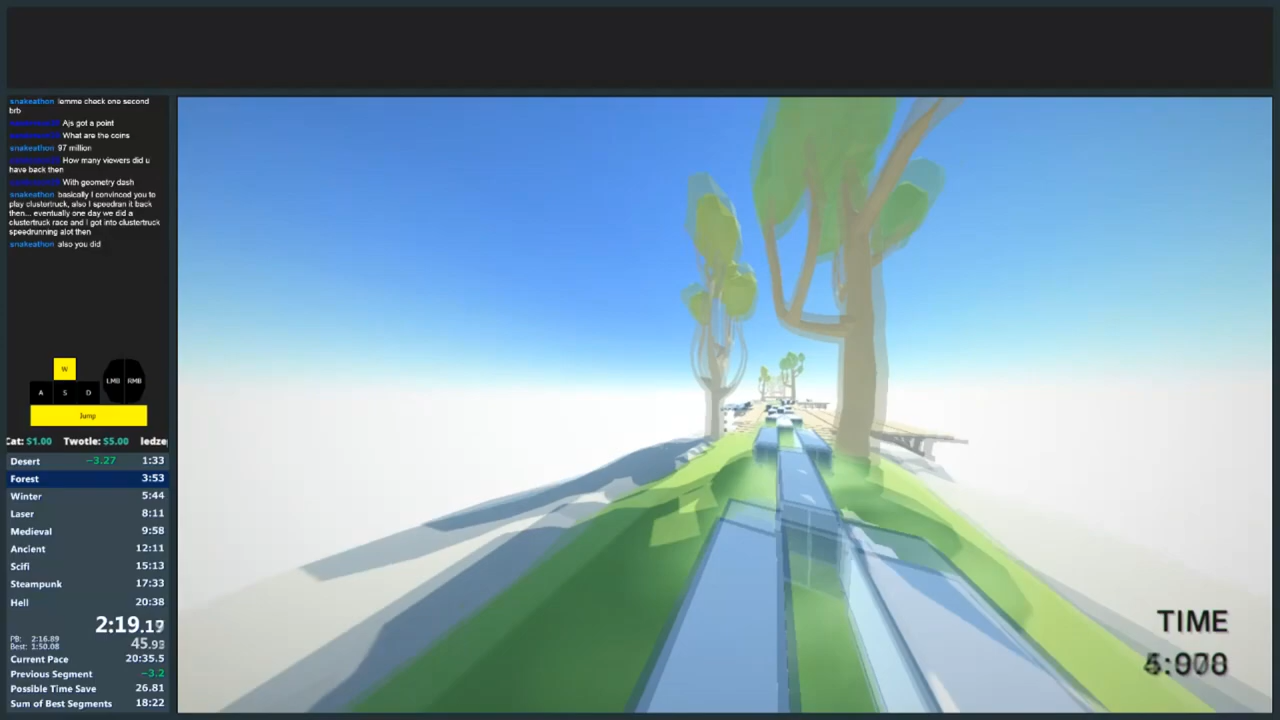 snakeathon lemme check one second
brb
Ajs got a point
What are the coins
snakeathon 97 million
How many viewers did u
have back then
With geometry dash
snakeathon basically I convinced you to
play clustertruck, also I speedran it back
then... eventually one day we did a
clustertruck race and I got into clustertruck
speedrunning alot then
snakeathon also you did
W
A S D LMB RMB
Jump
Cat: $1.00 Twotle: $5.00
Desert −3.27 1:33
Forest 3:53
Winter 5:44
Laser 8:11
Medieval 9:58
Ancient 12:11
Scifi 15:13
Steampunk 17:33
Hell 20:38
2:19.19
PB: 2:16.89
Best: 1:50.08
Current Pace 20:35.5
Previous Segment −3.2
Possible Time Save 26.81
Sum of Best Segments 18:22
TIME